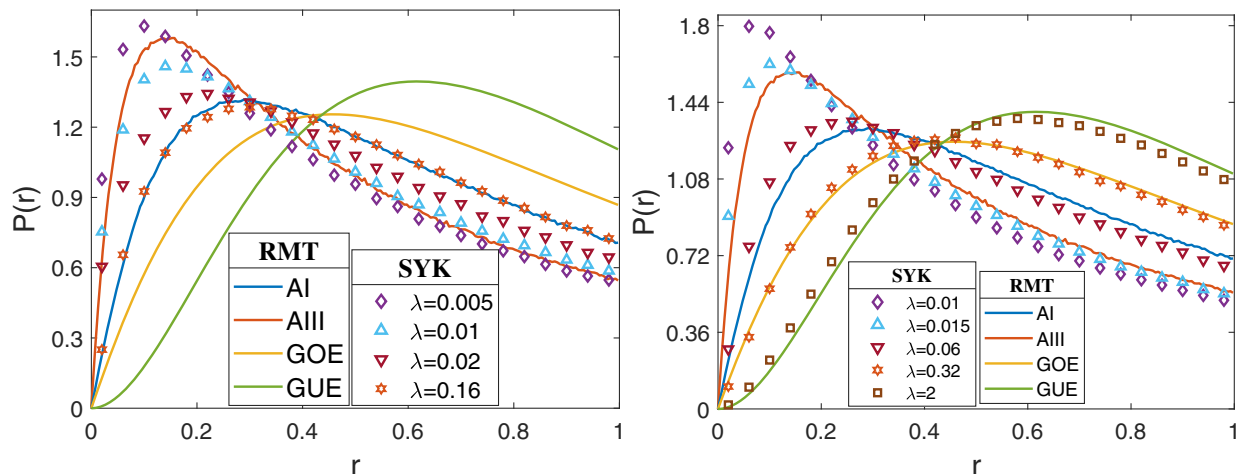 P(r)
1.5
1.2
0.9
0.6
0.3
0
0
0.2
0.4
0.6
0.8
1
r
RMT
AI
AIII
GOE
GUE
SYK
λ=0.005
λ=0.01
λ=0.02
λ=0.16
P(r)
1.8
1.44
1.08
0.72
0.36
0
0
0.2
0.4
0.6
0.8
1
r
SYK
λ=0.01
λ=0.015
λ=0.06
λ=0.32
λ=2
RMT
AI
AIII
GOE
GUE